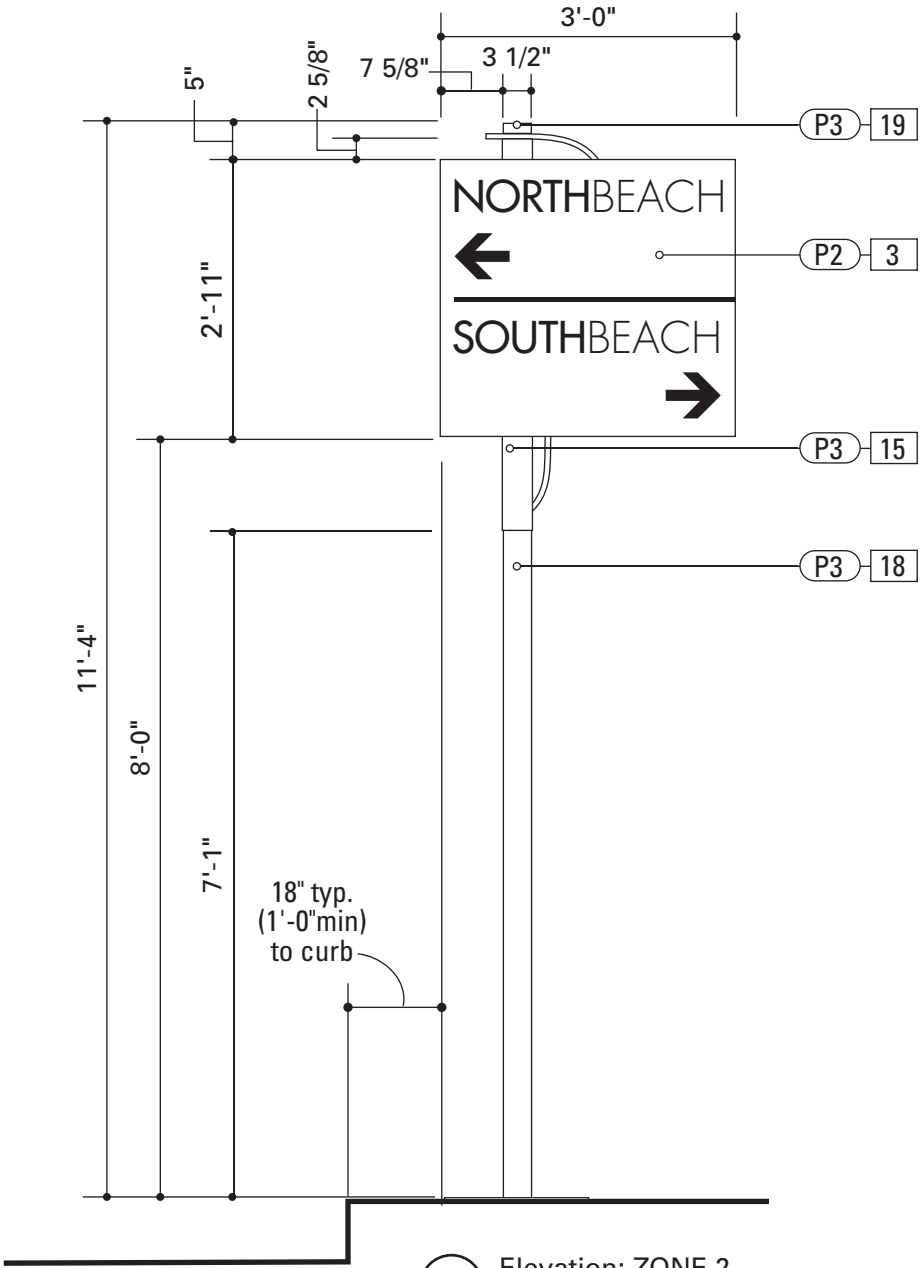 3'-0"
5"
2 5/8"
7 5/8"
3 1/2"
P3 19
NORTHBEACH
P2 3
2'-11"
SOUTHBEACH
P3 15
P3 18
11'-4"
8'-0"
7'-1"
18" typ.
(1'-0"min)
to curb
Elevation: ZONE 2